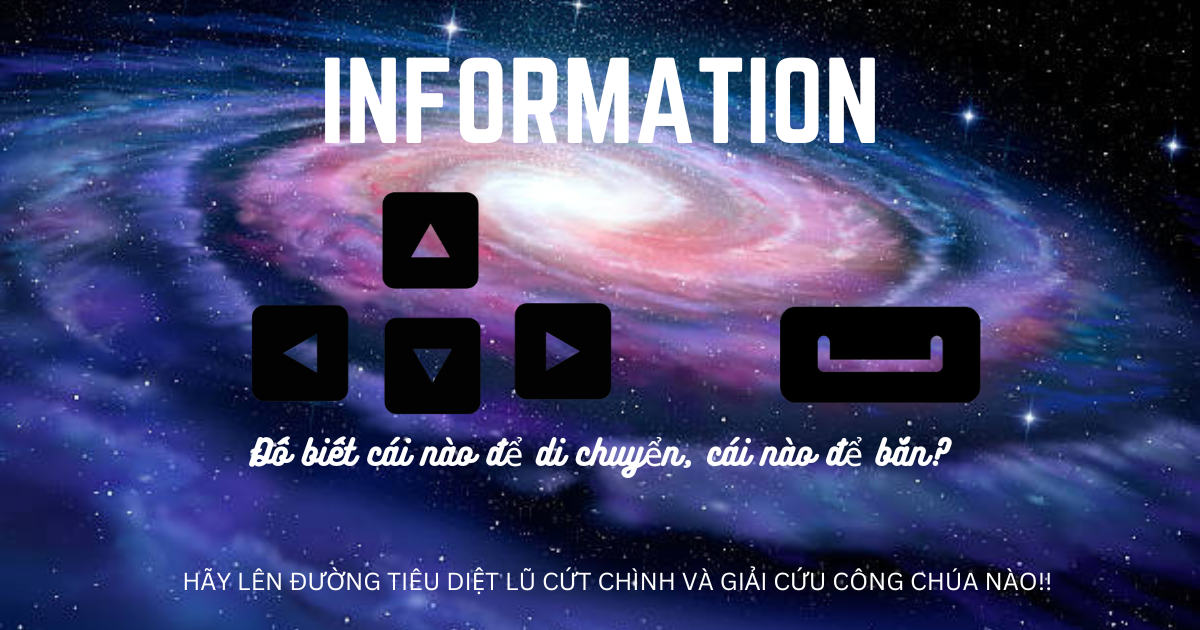 INFORMATION
Đố biết cái nào để di chuyển, cái nào để bắn?
HÃY LÊN ĐƯỜNG TIÊU DIỆT LŨ CỨT CHÌNH VÀ GIẢI CỨU CÔNG CHÚA NÀO!!